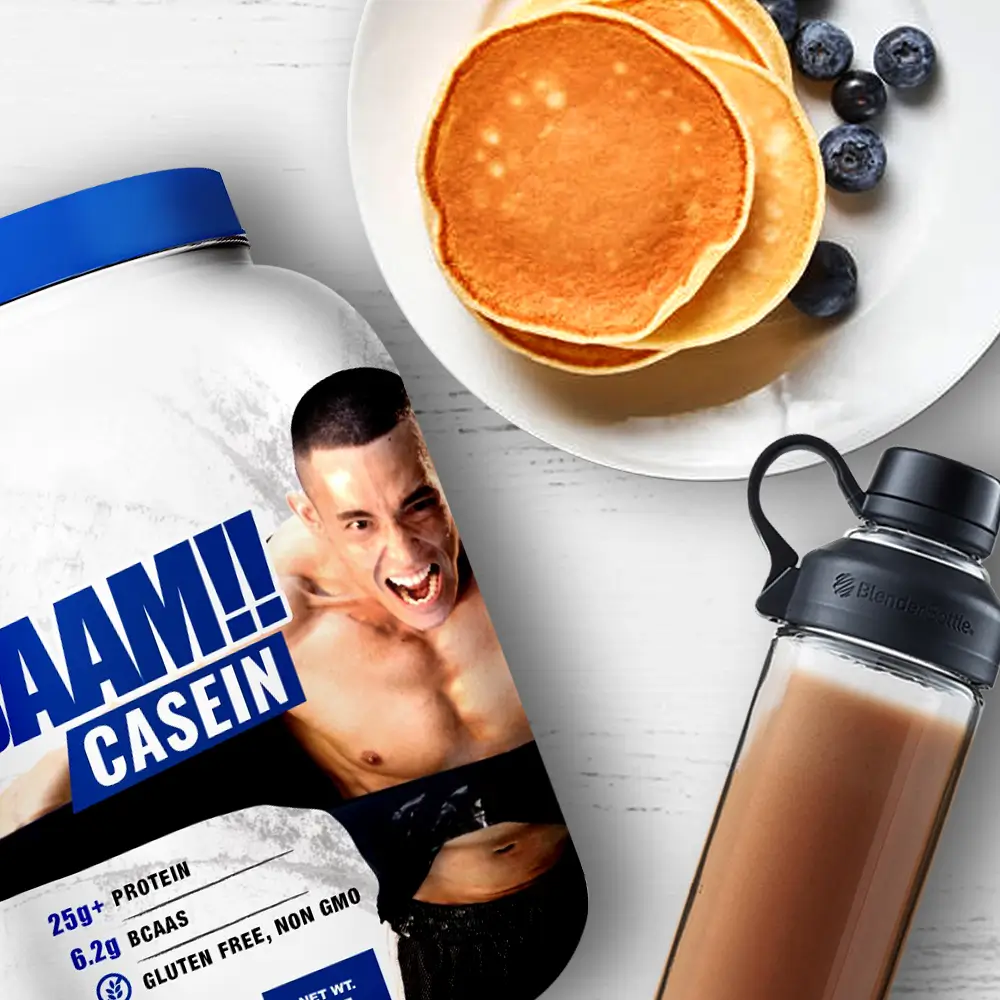 AAM!!
CASEIN
25g+ PROTEIN
6.2g BCAAS
GLUTEN FREE, NON GMO
NET WT.
BlenderBottle